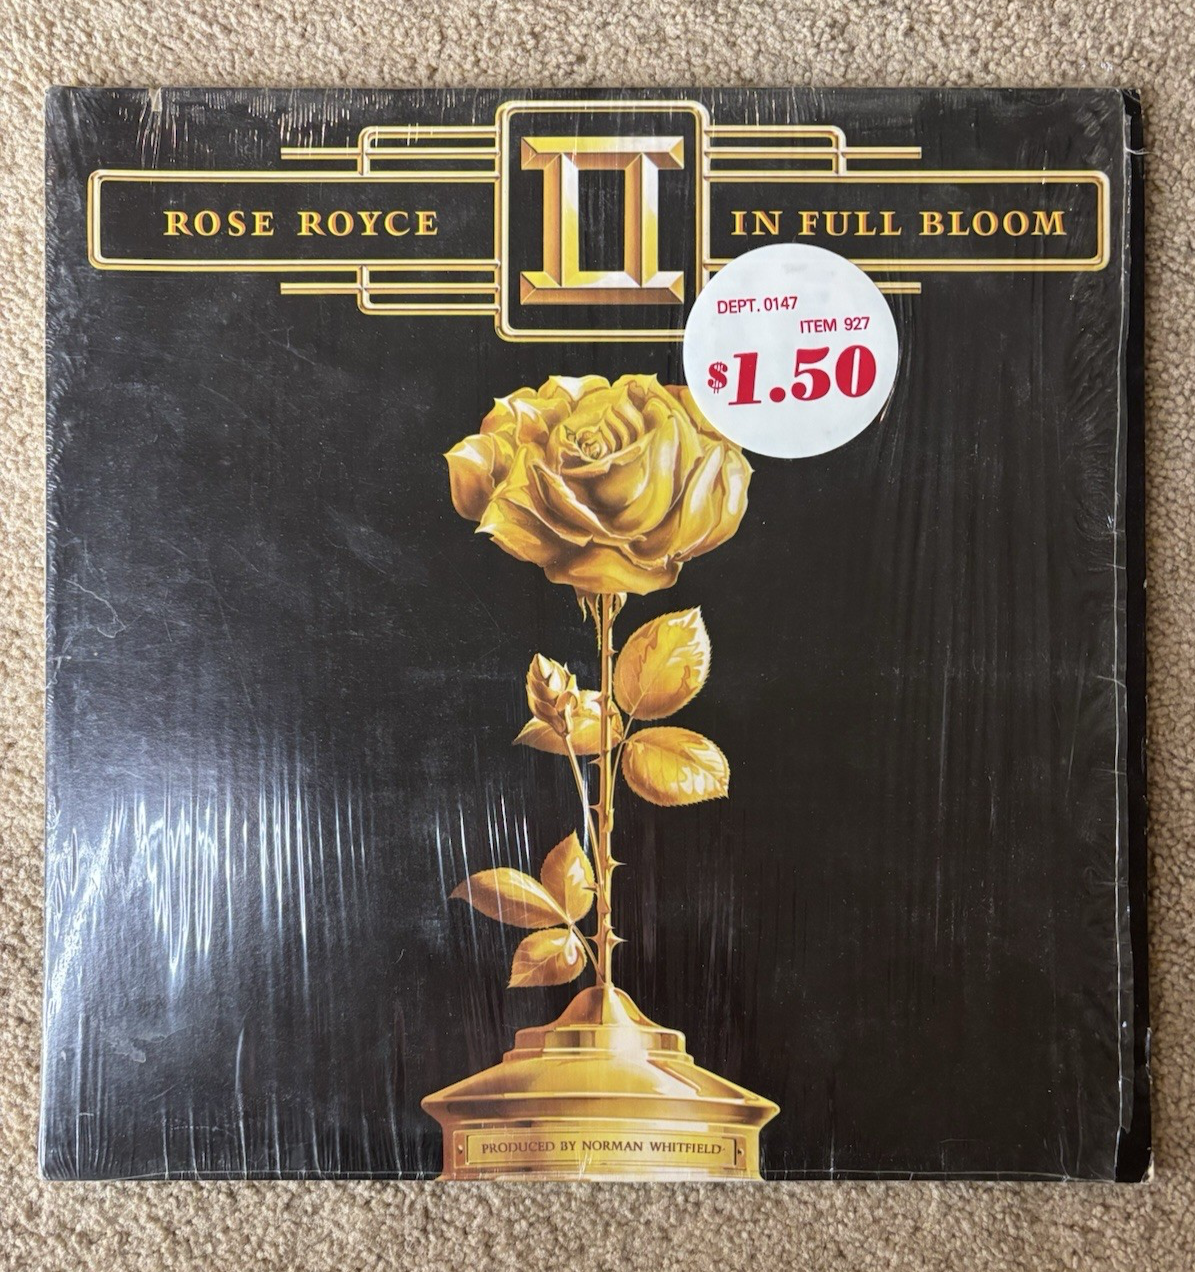 ROSE ROYCE
II
IN FULL BLOOM
DEPT. 0147
ITEM 927
$1.50
PRODUCED BY NORMAN WHITFIELD